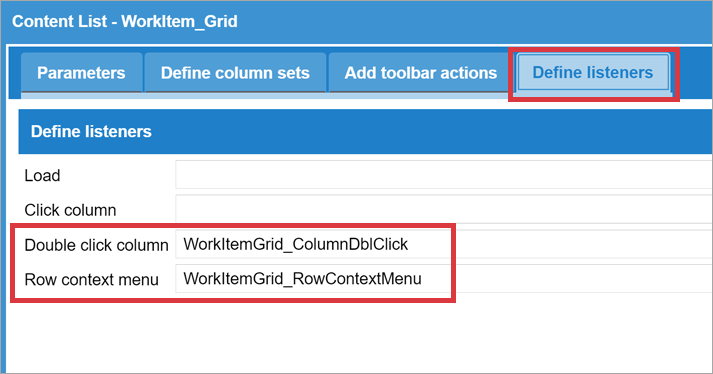 Content List - WorkItem_Grid
Parameters Define column sets Add toolbar actions Define listeners
Define listeners
Load
Click column
Double click column WorkItemGrid_ColumnDblClick
Row context menu WorkItemGrid_RowContextMenu